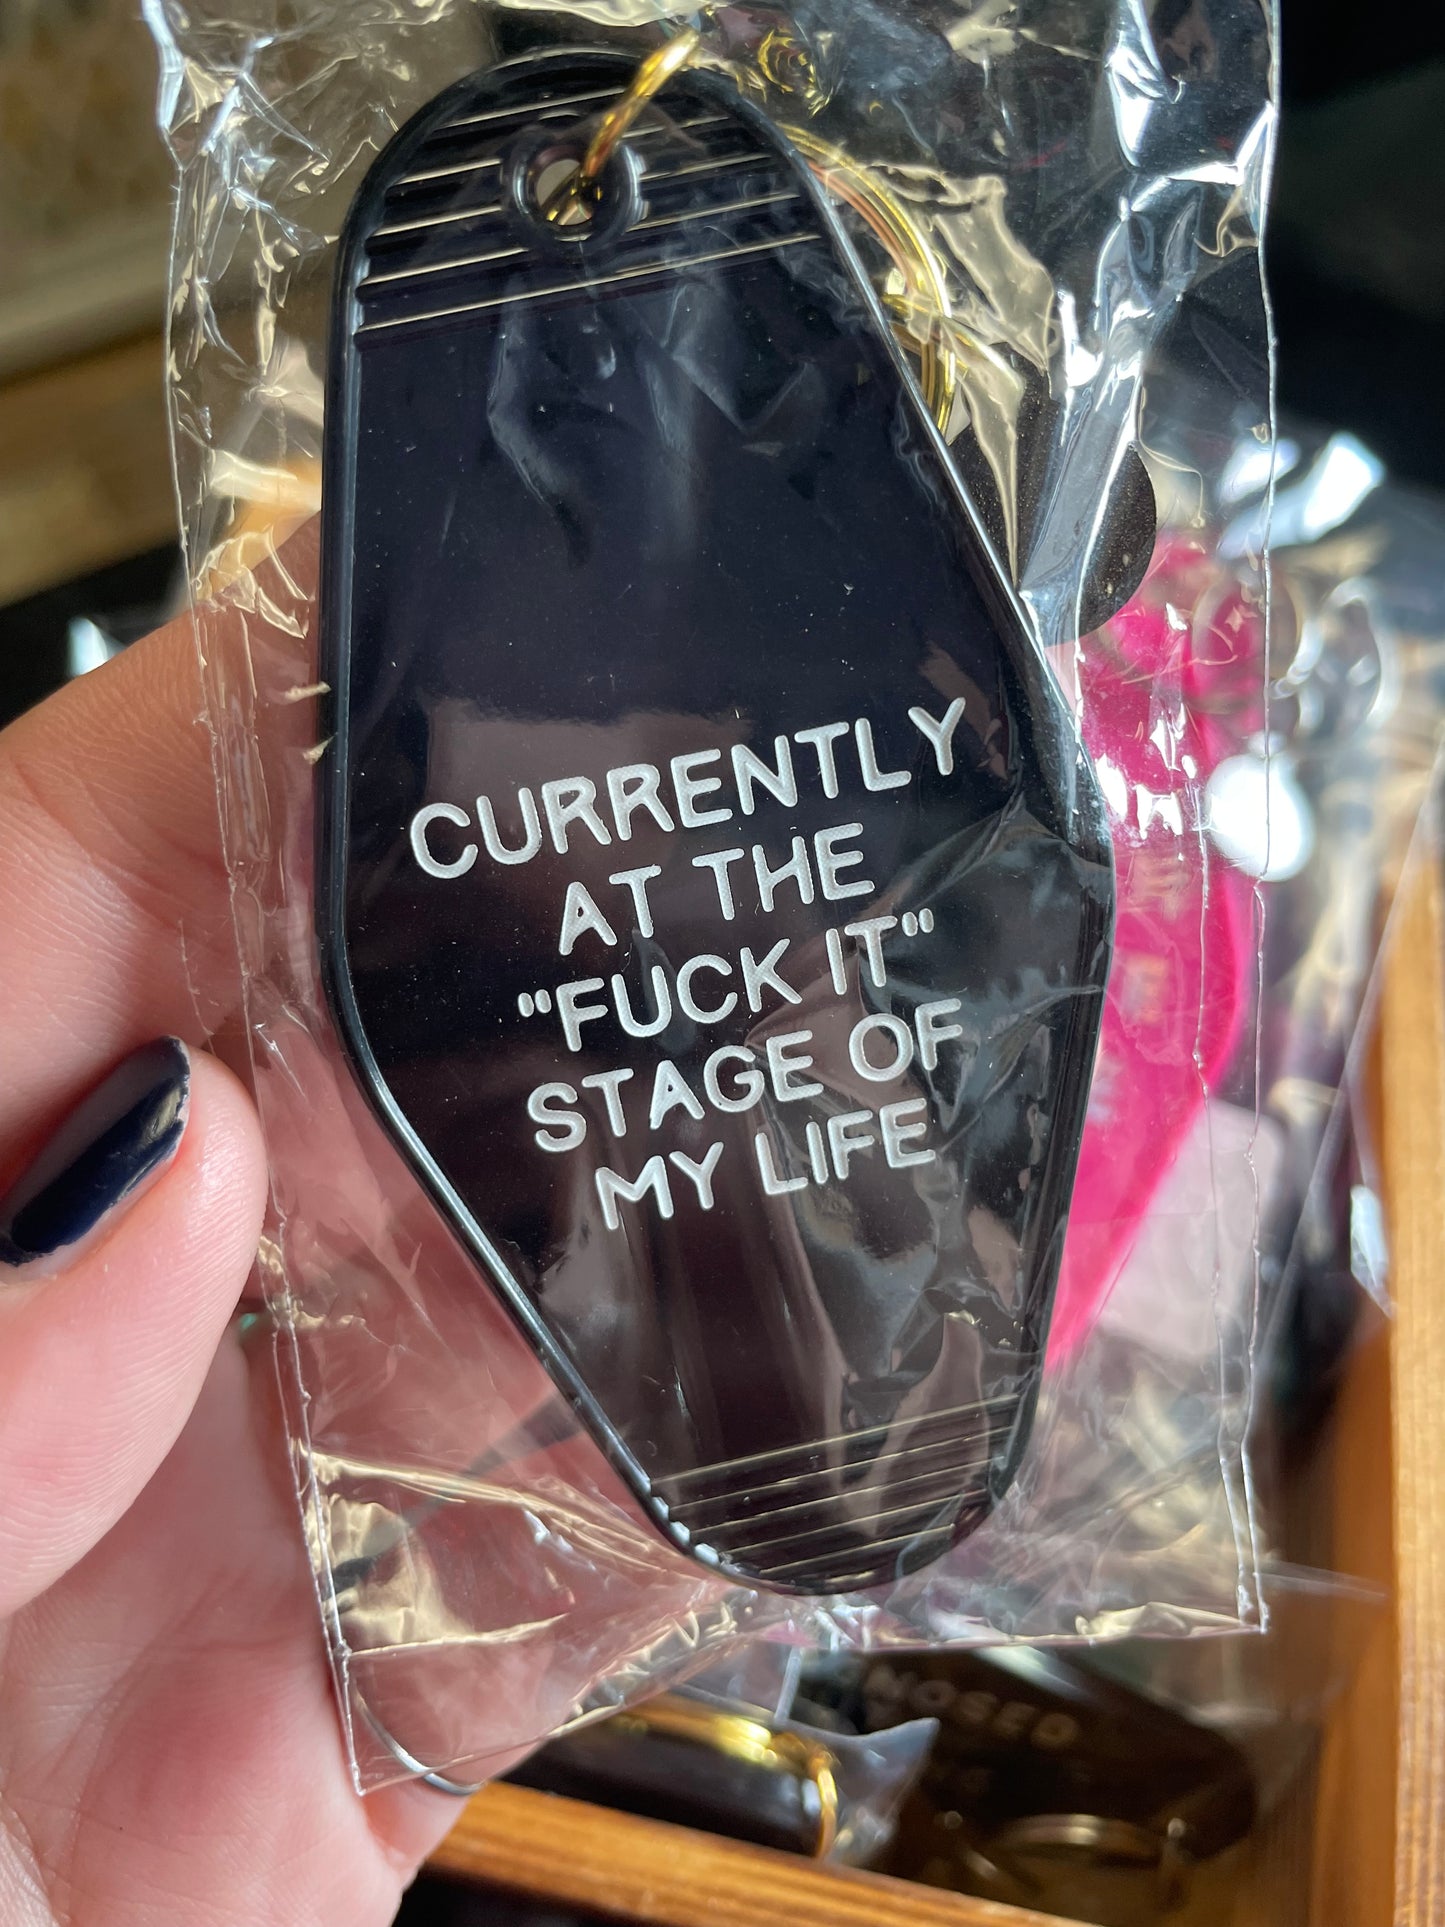 CURRENTLY
AT THE
"FUCK IT"
STAGE OF
MY LIFE